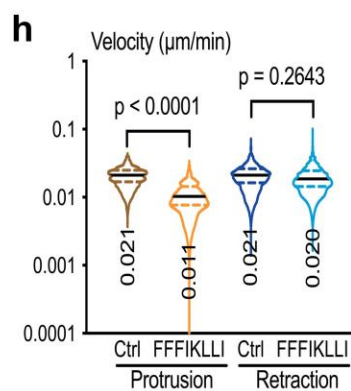 h
Velocity (µm/min)
1
p = 0.2643
p < 0.0001
0.1
0.01
0.001
0.0001
0.021
0.011
0.021
0.020
Ctrl FFFIKLLI Ctrl FFFIKLLI
Protrusion Retraction